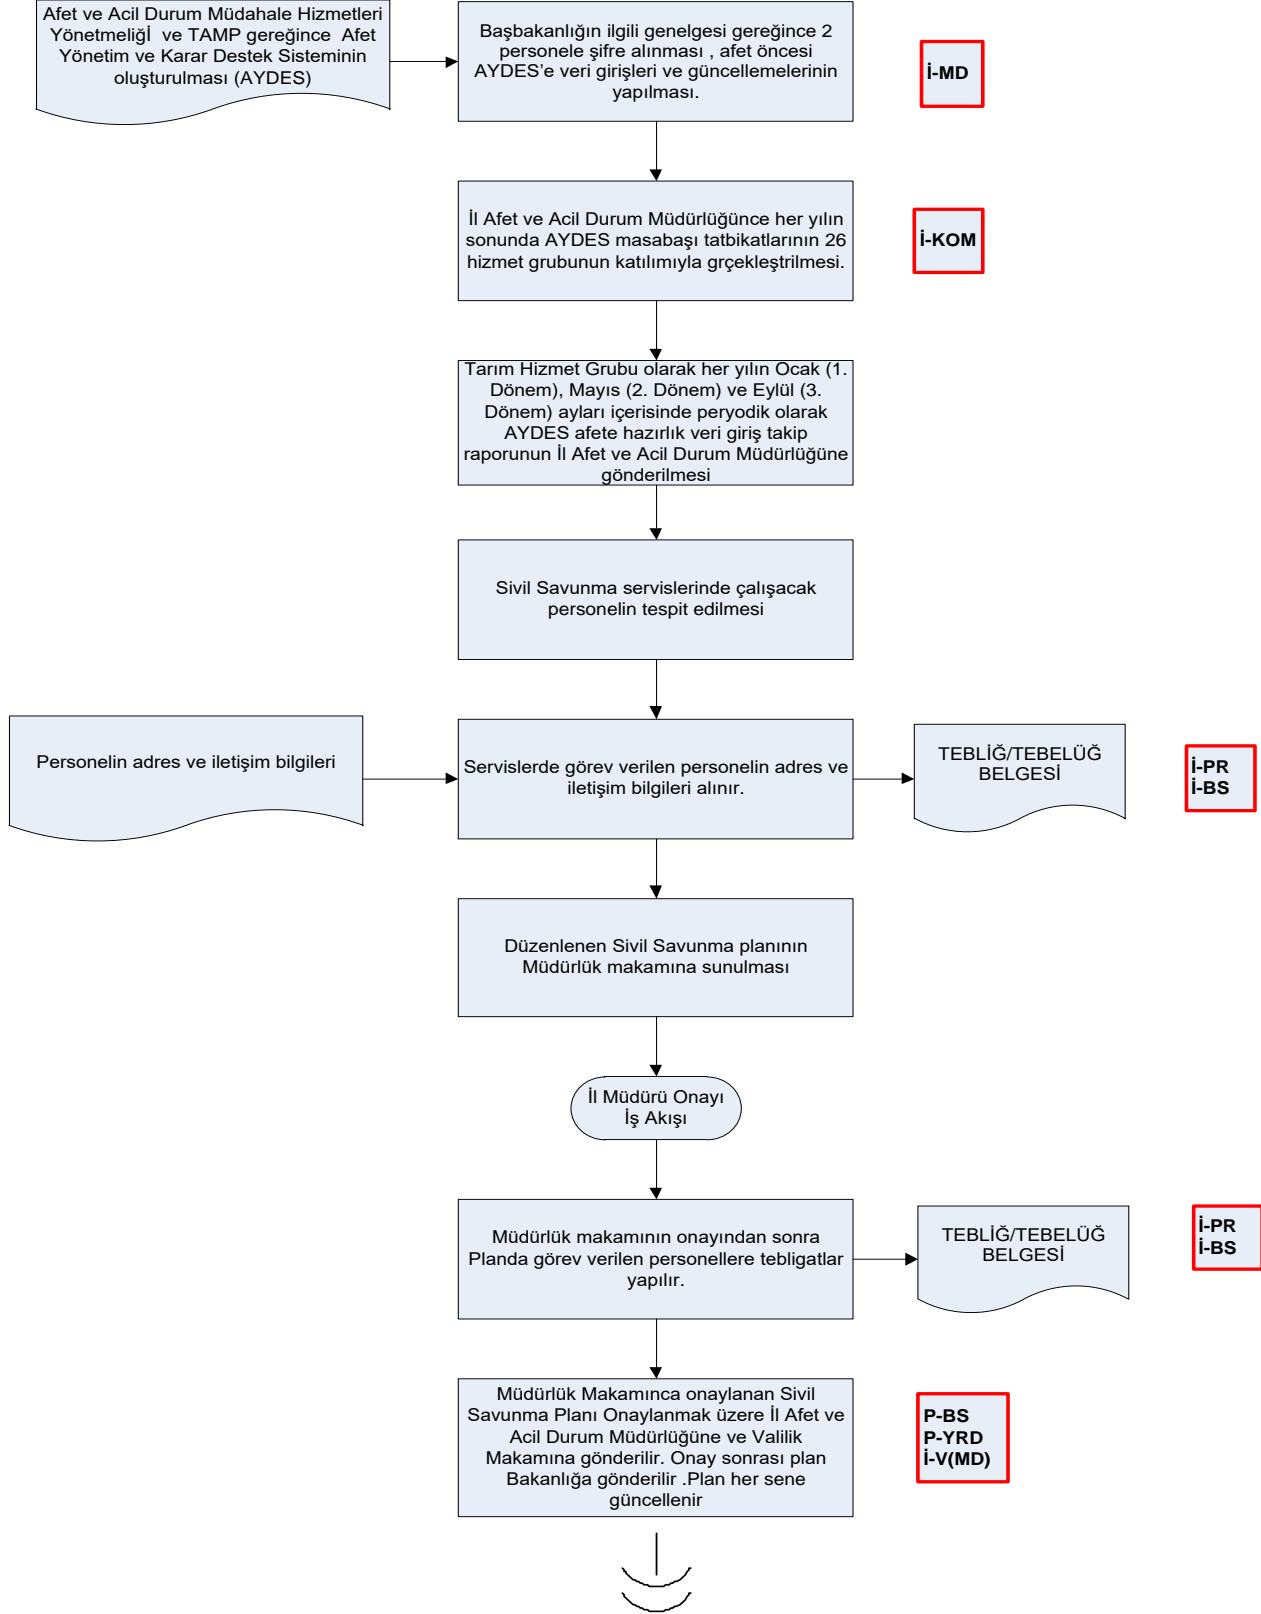 Afet ve Acil Durum Müdahale Hizmetleri
Yönetmeliğİ  ve TAMP gereğince  Afet
Yönetim ve Karar Destek Sisteminin
oluşturulması (AYDES)
Başbakanlığın ilgili genelgesi gereğince 2
personele şifre alınması , afet öncesi
AYDES'e veri girişleri ve güncellemelerinin
yapılması.
İ-MD
İl Afet ve Acil Durum Müdürlüğünce her yılın
sonunda AYDES masabaşı tatbikatlarının 26
hizmet grubunun katılımıyla grçekleştrilmesi.
İ-KOM
Tarım Hizmet Grubu olarak her yılın Ocak (1.
Dönem), Mayıs (2. Dönem) ve Eylül (3.
Dönem) ayları içerisinde peryodik olarak
AYDES afete hazırlık veri giriş takip
raporunun İl Afet ve Acil Durum Müdürlüğüne
gönderilmesi
Sivil Savunma servislerinde çalışacak
personelin tespit edilmesi
Personelin adres ve iletişim bilgileri
Servislerde görev verilen personelin adres ve
iletişim bilgileri alınır.
TEBLİĞ/TEBELÜĞ
BELGESİ
İ-PR
İ-BS
Düzenlenen Sivil Savunma planının
Müdürlük makamına sunulması
İl Müdürü Onayı
İş Akışı
Müdürlük makamının onayından sonra
Planda görev verilen personellere tebligatlar
yapılır.
TEBLİĞ/TEBELÜĞ
BELGESİ
İ-PR
İ-BS
Müdürlük Makamınca onaylanan Sivil
Savunma Planı Onaylanmak üzere İl Afet ve
Acil Durum Müdürlüğüne ve Valilik
Makamına gönderilir. Onay sonrası plan
Bakanlığa gönderilir .Plan her sene
güncellenir
P-BS
P-YRD
İ-V(MD)